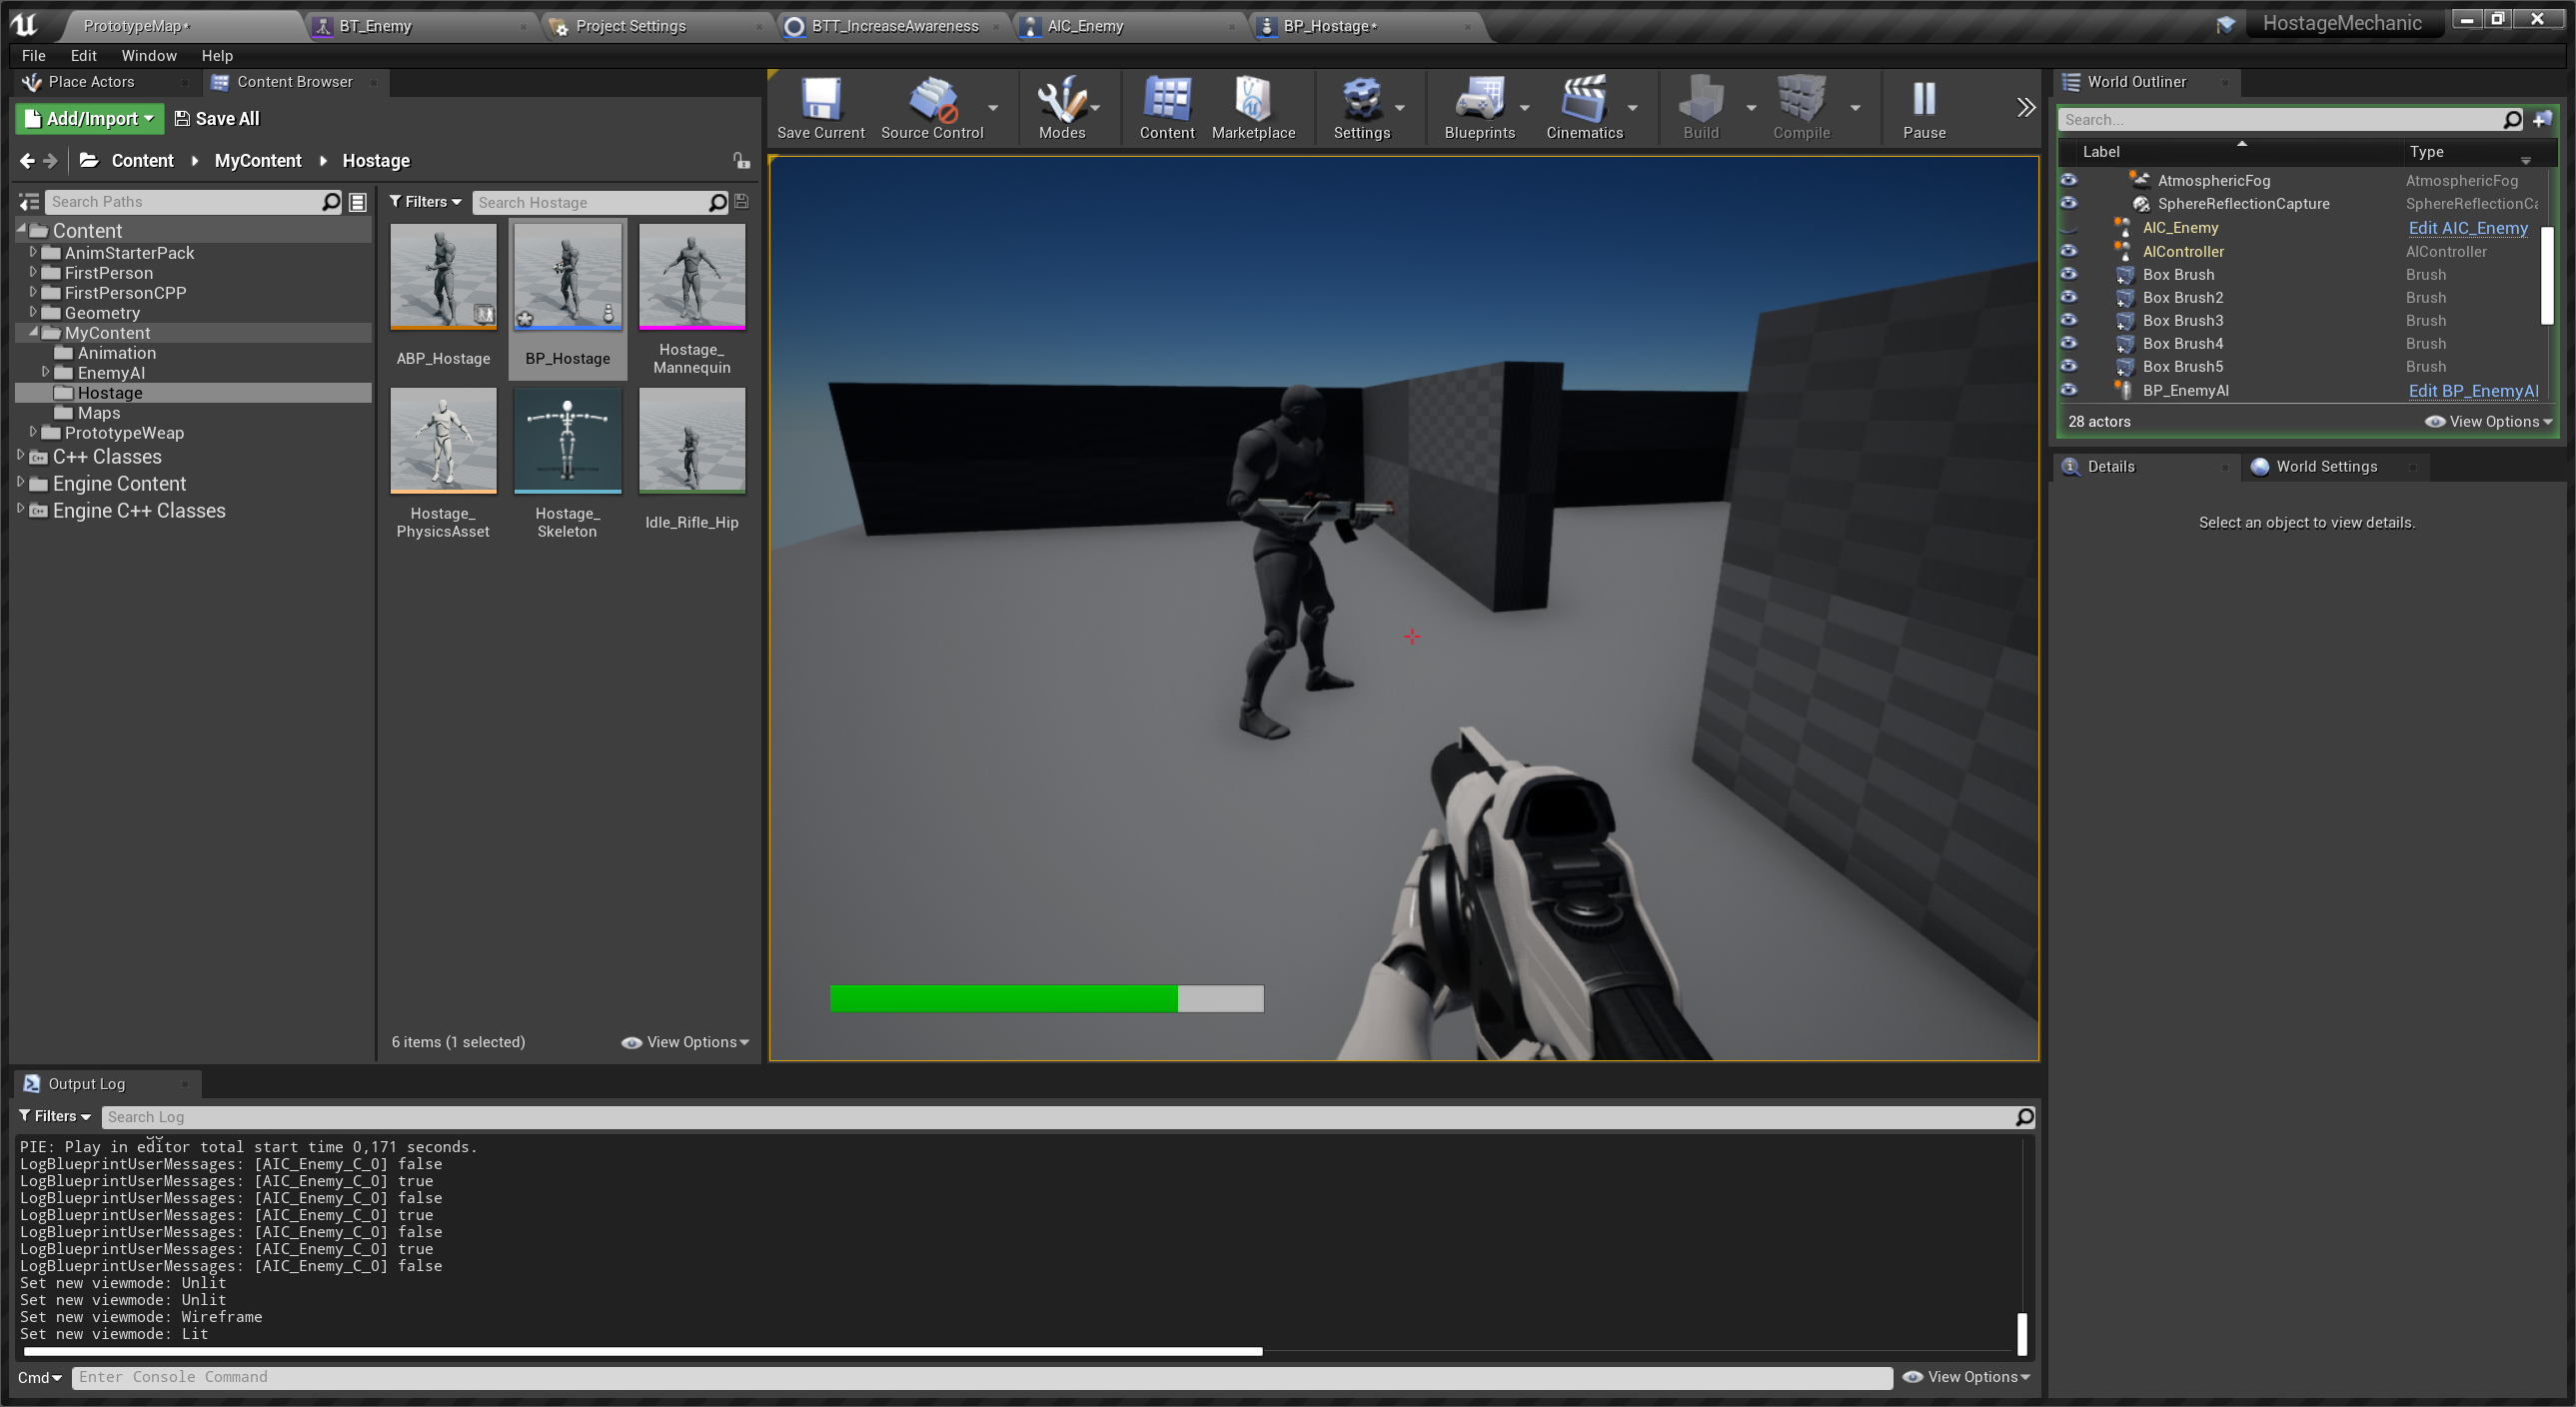 PrototypeMap*
BT_Enemy
Project Settings
BTT_IncreaseAwareness
AIC_Enemy
BP_Hostage*
HostageMechanic
File Edit Window Help
Place Actors
Content Browser
Add/Import
Save All
Content MyContent Hostage
Search Paths
Content
AnimStarterPack
FirstPerson
FirstPersonCPP
Geometry
MyContent
Animation
EnemyAI
Hostage
Maps
PrototypeWeap
C++ Classes
Engine Content
Engine C++ Classes
Filters
Search Hostage
ABP_Hostage
BP_Hostage
Hostage_
Mannequin
Hostage_
PhysicsAsset
Hostage_
Skeleton
Idle_Rifle_Hip
6 items (1 selected)
View Options
Save Current
Source Control
Modes
Content
Marketplace
Settings
Blueprints
Cinematics
Build
Compile
Pause
World Outliner
Search...
Label Type
AtmosphericFog AtmosphericFog
SphereReflectionCapture SphereReflectionCa
AIC_Enemy Edit AIC_Enemy
AIController AIController
Box Brush Brush
Box Brush2 Brush
Box Brush3 Brush
Box Brush4 Brush
Box Brush5 Brush
BP_EnemyAI Edit BP_EnemyAI
28 actors
View Options
Details
World Settings
Select an object to view details.
Output Log
Filters
Search Log
PIE: Play in editor total start time 0,171 seconds.
LogBlueprintUserMessages: [AIC_Enemy_C_0] false
LogBlueprintUserMessages: [AIC_Enemy_C_0] true
LogBlueprintUserMessages: [AIC_Enemy_C_0] false
LogBlueprintUserMessages: [AIC_Enemy_C_0] true
LogBlueprintUserMessages: [AIC_Enemy_C_0] false
LogBlueprintUserMessages: [AIC_Enemy_C_0] true
LogBlueprintUserMessages: [AIC_Enemy_C_0] false
Set new viewmode: Unlit
Set new viewmode: Unlit
Set new viewmode: Wireframe
Set new viewmode: Lit
Cmd
Enter Console Command
View Options